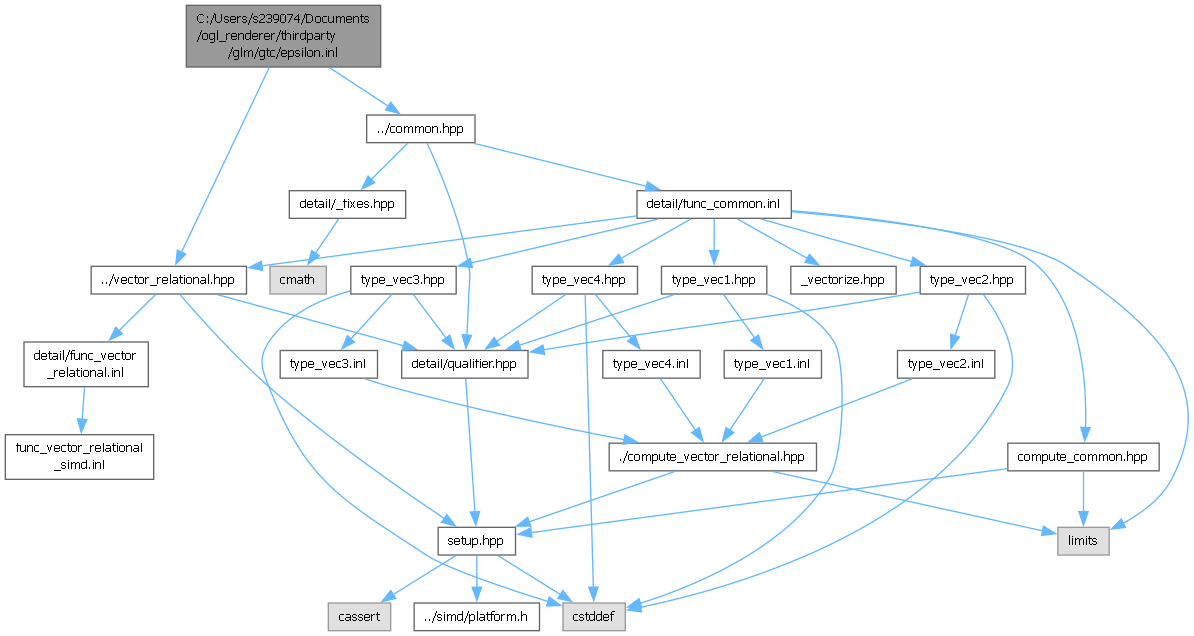 C:/Users/s239074/Documents
/ogl_renderer/thirdparty
/glm/gtc/epsilon.inl
../common.hpp
detail/_fixes.hpp
detail/func_common.inl
../vector_relational.hpp
cmath
type_vec3.hpp
type_vec4.hpp
type_vec1.hpp
_vectorize.hpp
type_vec2.hpp
detail/func_vector
_relational.inl
type_vec3.inl
detail/qualifier.hpp
type_vec4.inl
type_vec1.inl
type_vec2.inl
func_vector_relational
_simd.inl
./compute_vector_relational.hpp
compute_common.hpp
setup.hpp
limits
cassert
../simd/platform.h
cstddef